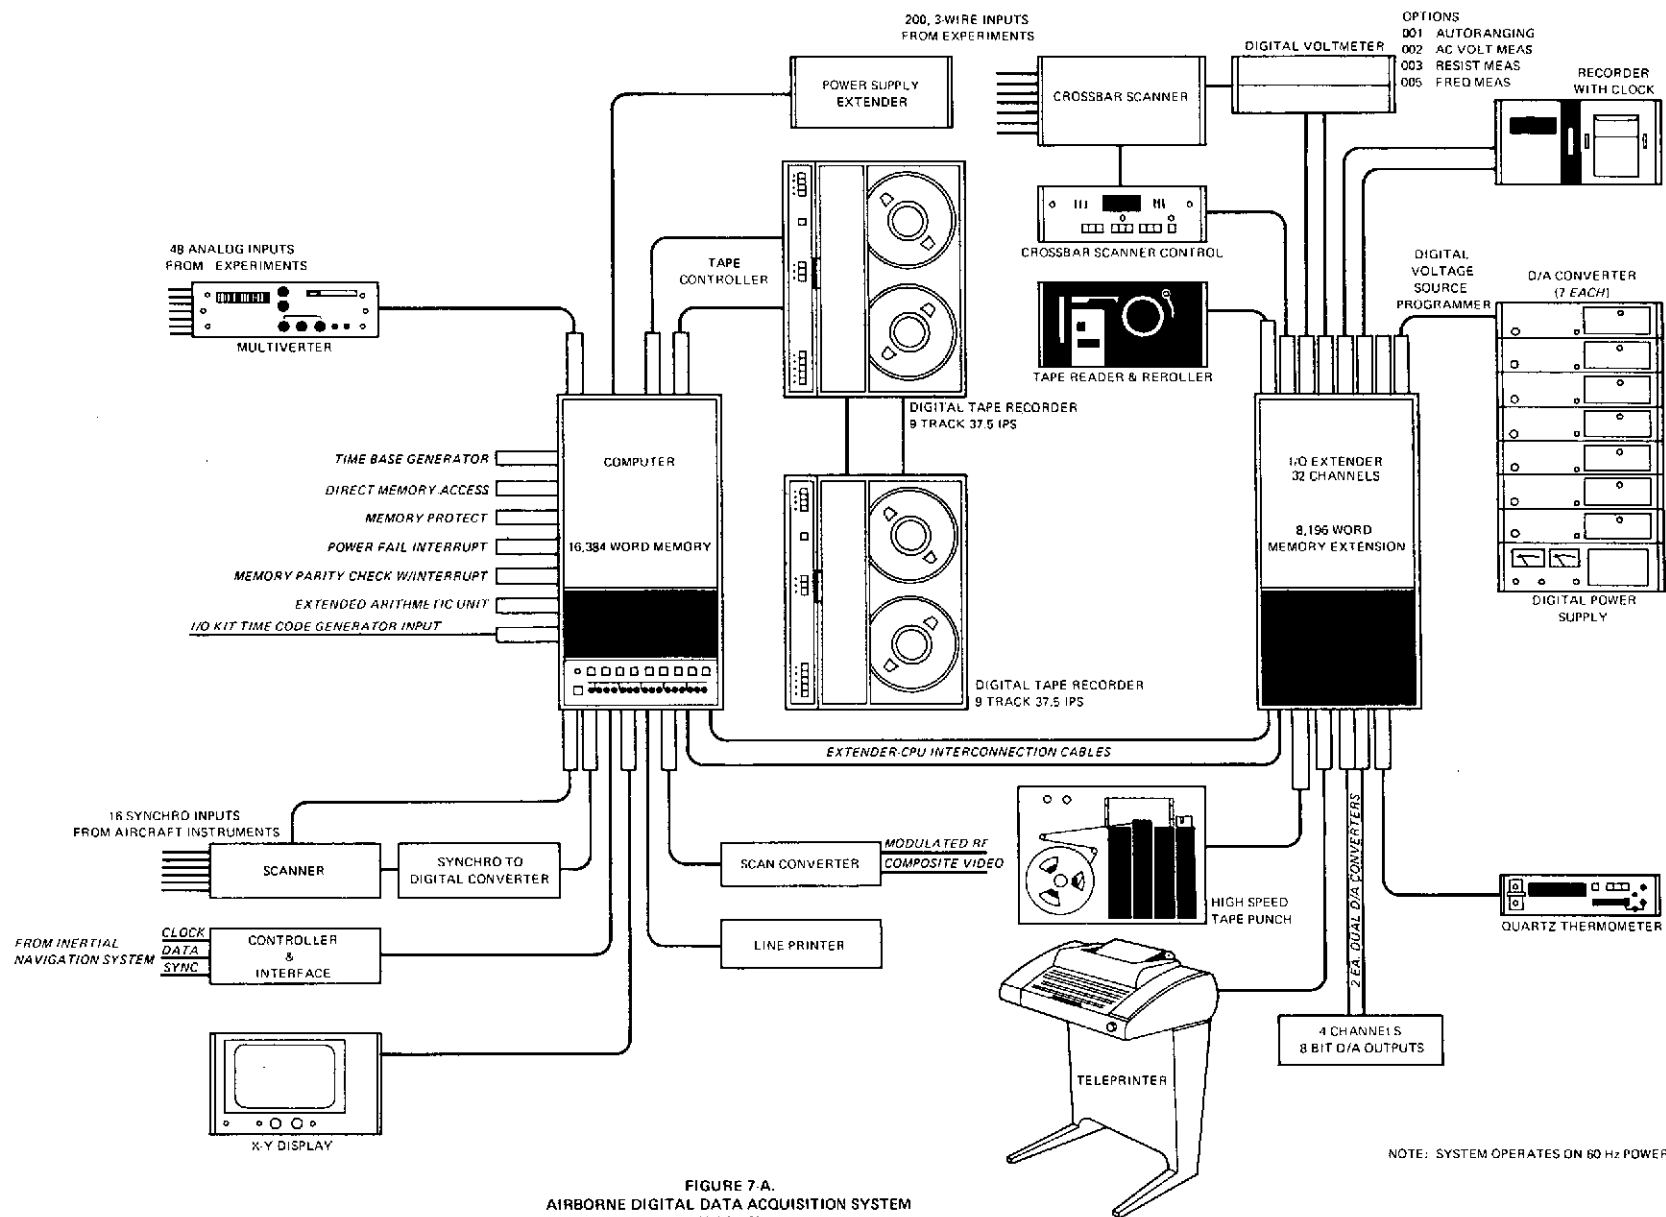 200, 3-WIRE INPUTS
FROM EXPERIMENTS
OPTIONS
001 AUTORANGING
002 AC VOLT MEAS
003 RESIST MEAS
005 FREQ MEAS
DIGITAL VOLTMETER
RECORDER
WITH CLOCK
POWER SUPPLY
EXTENDER
CROSSBAR SCANNER
48 ANALOG INPUTS
FROM EXPERIMENTS
TAPE
CONTROLLER
CROSSBAR SCANNER CONTROL
DIGITAL
VOLTAGE
SOURCE
PROGRAMMER
D/A CONVERTER
(7 EACH)
MULTIVERTER
TAPE READER & REROLLER
DIGITAL TAPE RECORDER
9 TRACK 37.5 IPS
TIME BASE GENERATOR
DIRECT MEMORY ACCESS
MEMORY PROTECT
POWER FAIL INTERRUPT
MEMORY PARITY CHECK W/INTERRUPT
EXTENDED ARITHMETIC UNIT
I/O KIT TIME CODE GENERATOR INPUT
COMPUTER
16,384 WORD MEMORY
I/O EXTENDER
32 CHANNELS
8,196 WORD
MEMORY EXTENSION
DIGITAL POWER
SUPPLY
DIGITAL TAPE RECORDER
9 TRACK 37.5 IPS
EXTENDER-CPU INTERCONNECTION CABLES
16 SYNCHRO INPUTS
FROM AIRCRAFT INSTRUMENTS
SCANNER
SYNCHRO TO
DIGITAL CONVERTER
SCAN CONVERTER
MODULATED RF
COMPOSITE VIDEO
HIGH SPEED
TAPE PUNCH
2 EA. DUAL D/A CONVERTERS
QUARTZ THERMOMETER
FROM INERTIAL
NAVIGATION SYSTEM
CLOCK
DATA
SYNC
CONTROLLER
&
INTERFACE
LINE PRINTER
4 CHANNELS
8 BIT D/A OUTPUTS
TELEPRINTER
X-Y DISPLAY
NOTE: SYSTEM OPERATES ON 60 Hz POWER
FIGURE 7-A.
AIRBORNE DIGITAL DATA ACQUISITION SYSTEM